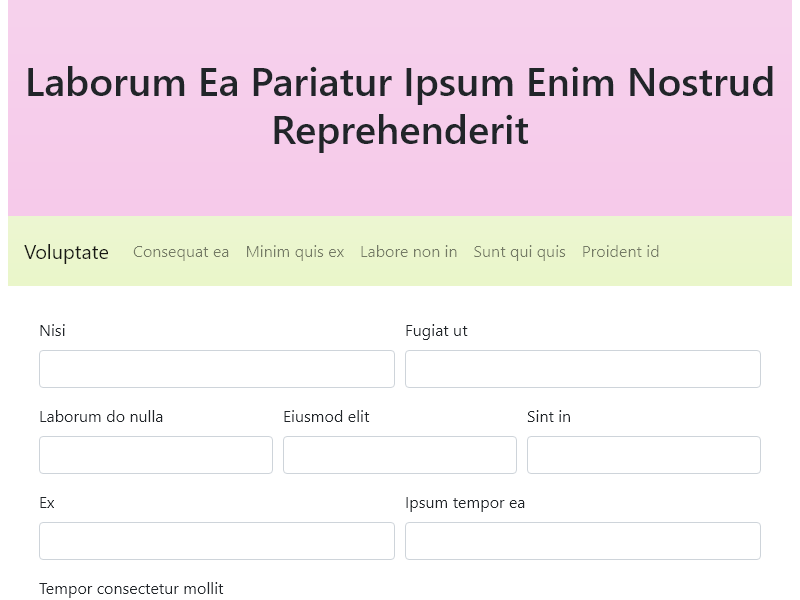 Laborum Ea Pariatur Ipsum Enim Nostrud
Reprehenderit
Voluptate Consequat ea Minim quis ex Labore non in Sunt qui quis Proident id
Nisi Fugiat ut
Laborum do nulla Eiusmod elit Sint in
Ex Ipsum tempor ea
Tempor consectetur mollit